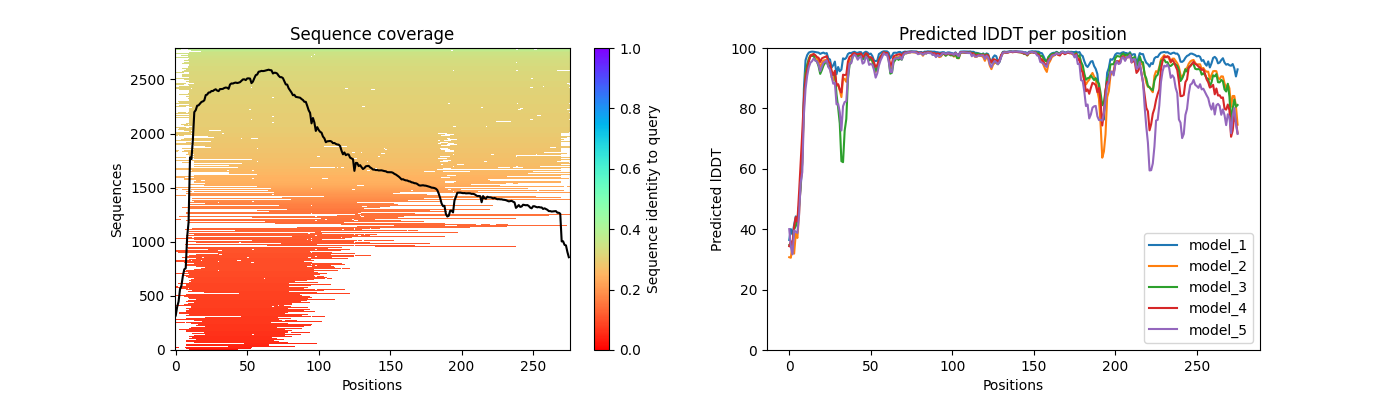 Sequence coverage
Sequences
2500
2000
1500
1000
500
0
0 50 100 150 200 250
Positions
1.0
0.8
0.6
0.4
0.2
0.0
Sequence identity to query
Predicted lDDT per position
Predicted lDDT
100
80
60
40
20
0
0 50 100 150 200 250
Positions
model_1
model_2
model_3
model_4
model_5